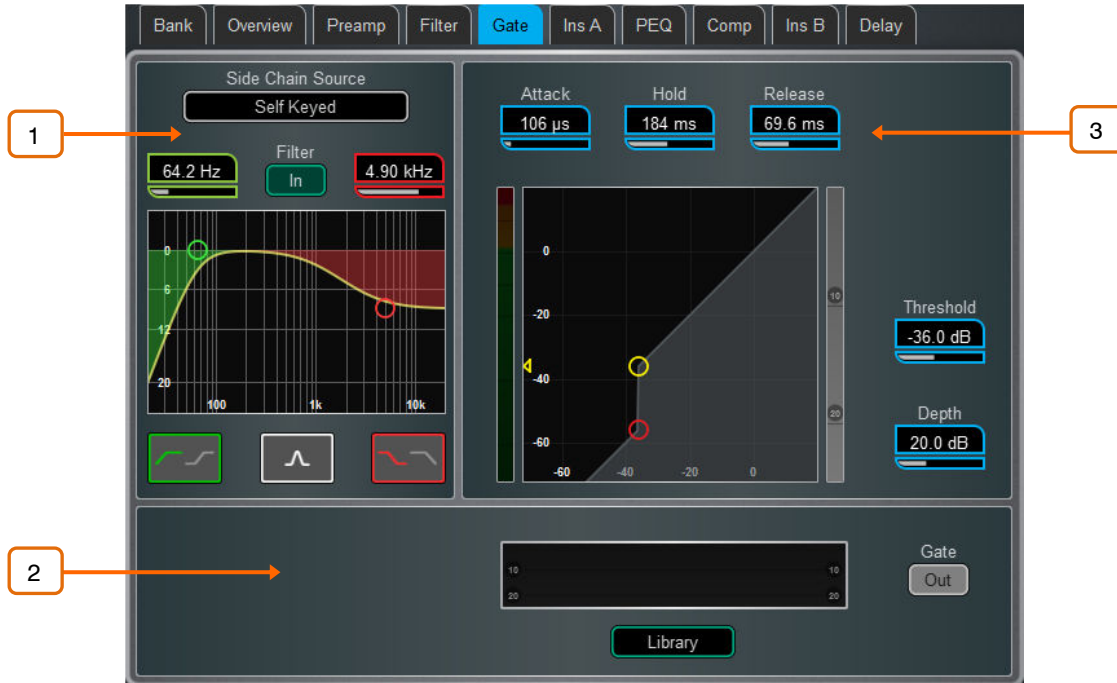 Bank Overview Preamp Filter Gate Ins A PEQ Comp Ins B Delay
1
Side Chain Source
Self Keyed
Filter
64.2 Hz In 4.90 kHz
0
6
12
20
100 1k 10k
3
Attack Hold Release
106 µs 184 ms 69.6 ms
0
-20
-40
-60
-60 -40 -20 0
10
20
Threshold
-36.0 dB
Depth
20.0 dB
2
10 10
20 20
Gate
Out
Library